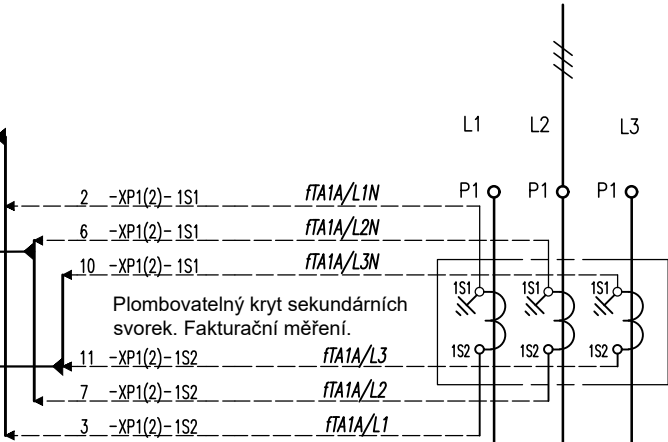 L1 L2 L3
P1 P1 P1
2 -XP1(2)- 1S1 fTA1A/L1N
6 -XP1(2)- 1S1 fTA1A/L2N
10 -XP1(2)- 1S1 fTA1A/L3N
1S1 1S1 1S1
Plombovatelný kryt sekundárních
svorek. Fakturační měření.
1S2 1S2 1S2
11 -XP1(2)- 1S2 fTA1A/L3
7 -XP1(2)- 1S2 fTA1A/L2
3 -XP1(2)- 1S2 fTA1A/L1